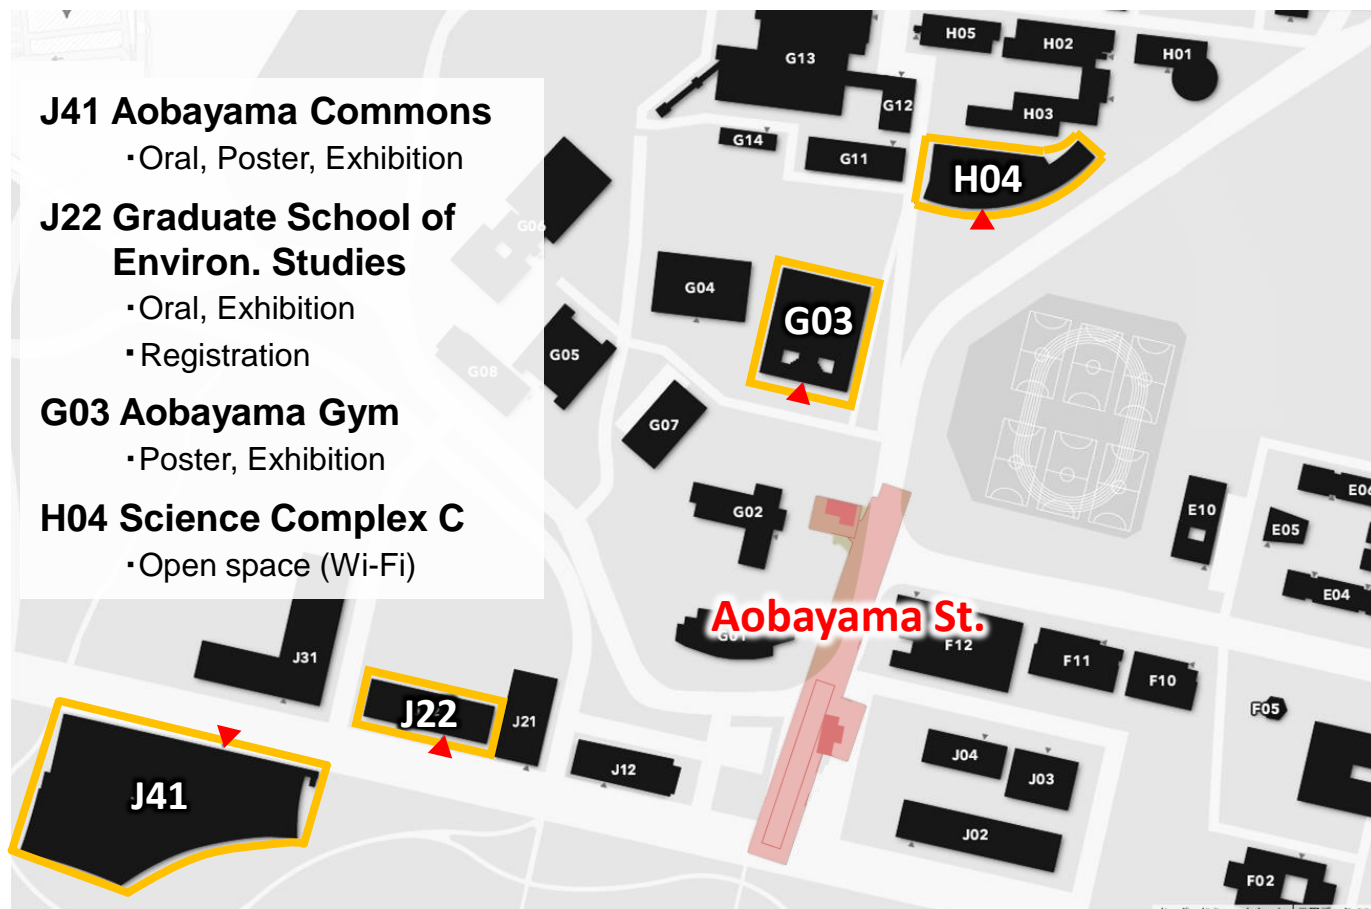 J41 Aobayama Commons
・Oral, Poster, Exhibition
J22 Graduate School of
Environ. Studies
・Oral, Exhibition
・Registration
G03 Aobayama Gym
・Poster, Exhibition
H04 Science Complex C
・Open space (Wi-Fi)
G13
H05
H02
H01
G12
H03
G14
G11
H04
G06
G04
G03
G05
G08
G07
G02
E10
E06
E05
E04
Aobayama St.
G01
F12
F11
F10
F05
J31
J22
J21
J12
J41
J04
J03
J02
F02